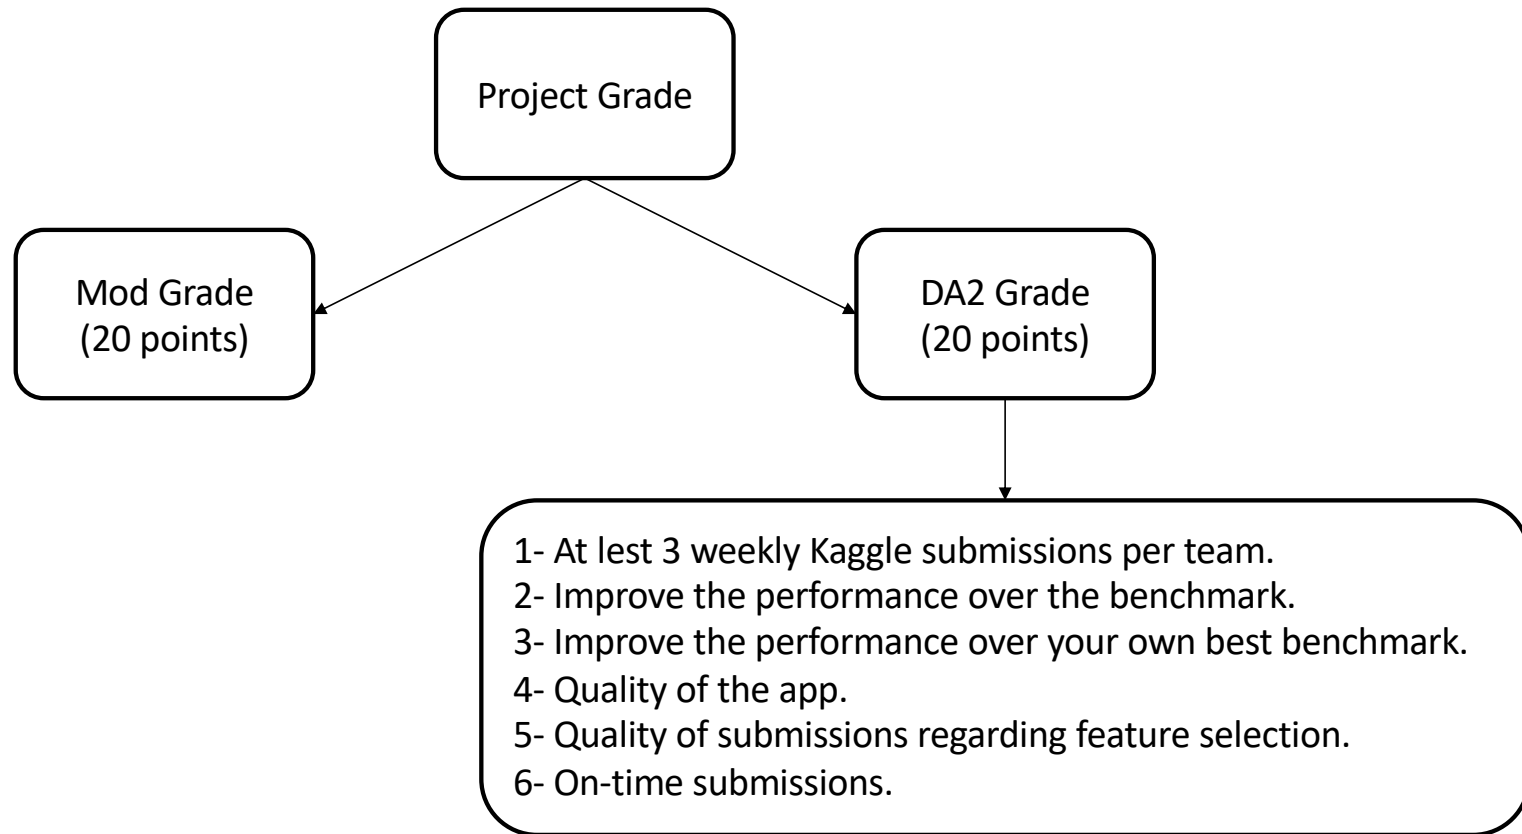 Project Grade
Mod Grade
(20 points)
DA2 Grade
(20 points)
1- At lest 3 weekly Kaggle submissions per team.
2- Improve the performance over the benchmark.
3- Improve the performance over your own best benchmark.
4- Quality of the app.
5- Quality of submissions regarding feature selection.
6- On-time submissions.